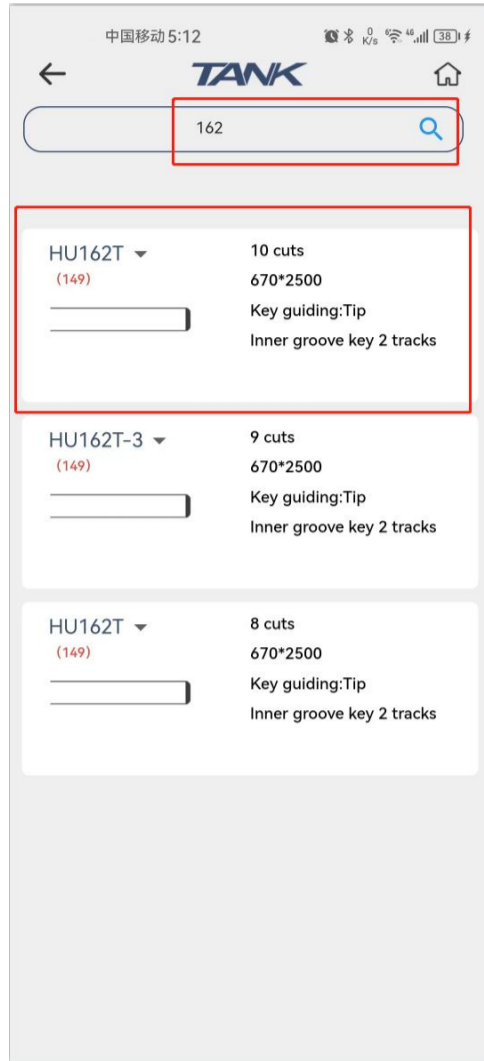 中国移动 5:12
0 K/s 46 38
TANK
162
HU162T
(149)
10 cuts
670*2500
Key guiding:Tip
Inner groove key 2 tracks
HU162T-3
(149)
9 cuts
670*2500
Key guiding:Tip
Inner groove key 2 tracks
HU162T
(149)
8 cuts
670*2500
Key guiding:Tip
Inner groove key 2 tracks